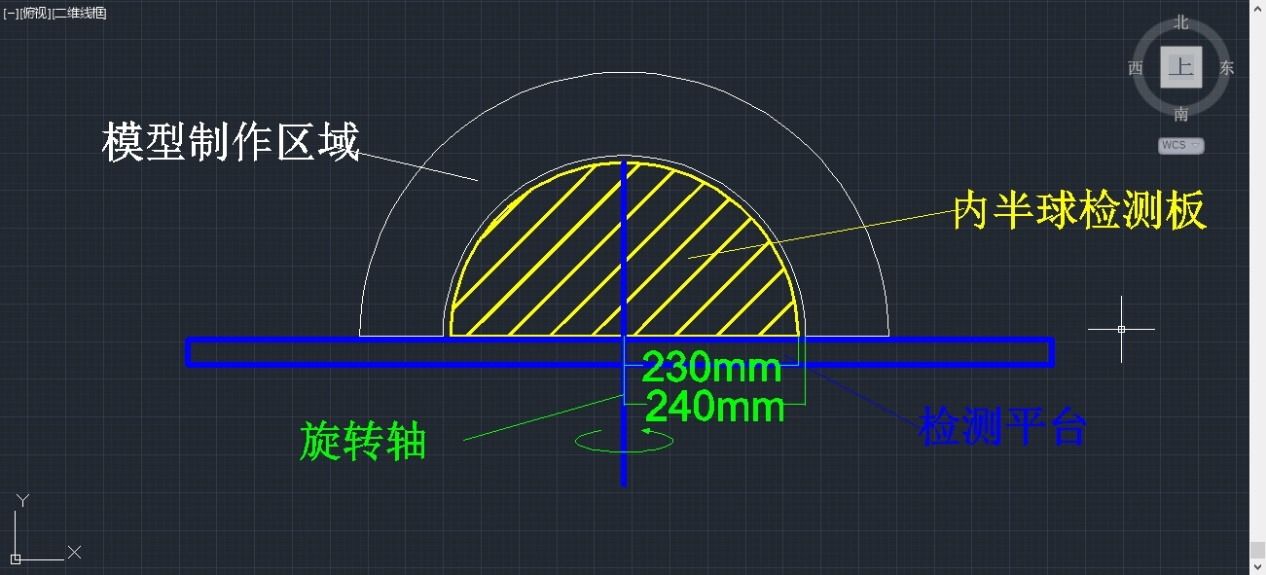 [-][俯视][二维线框]
北
西
上
东
南
WCS
模型制作区域
内半球检测板
230mm
240mm
检测平台
旋转轴
Y
X